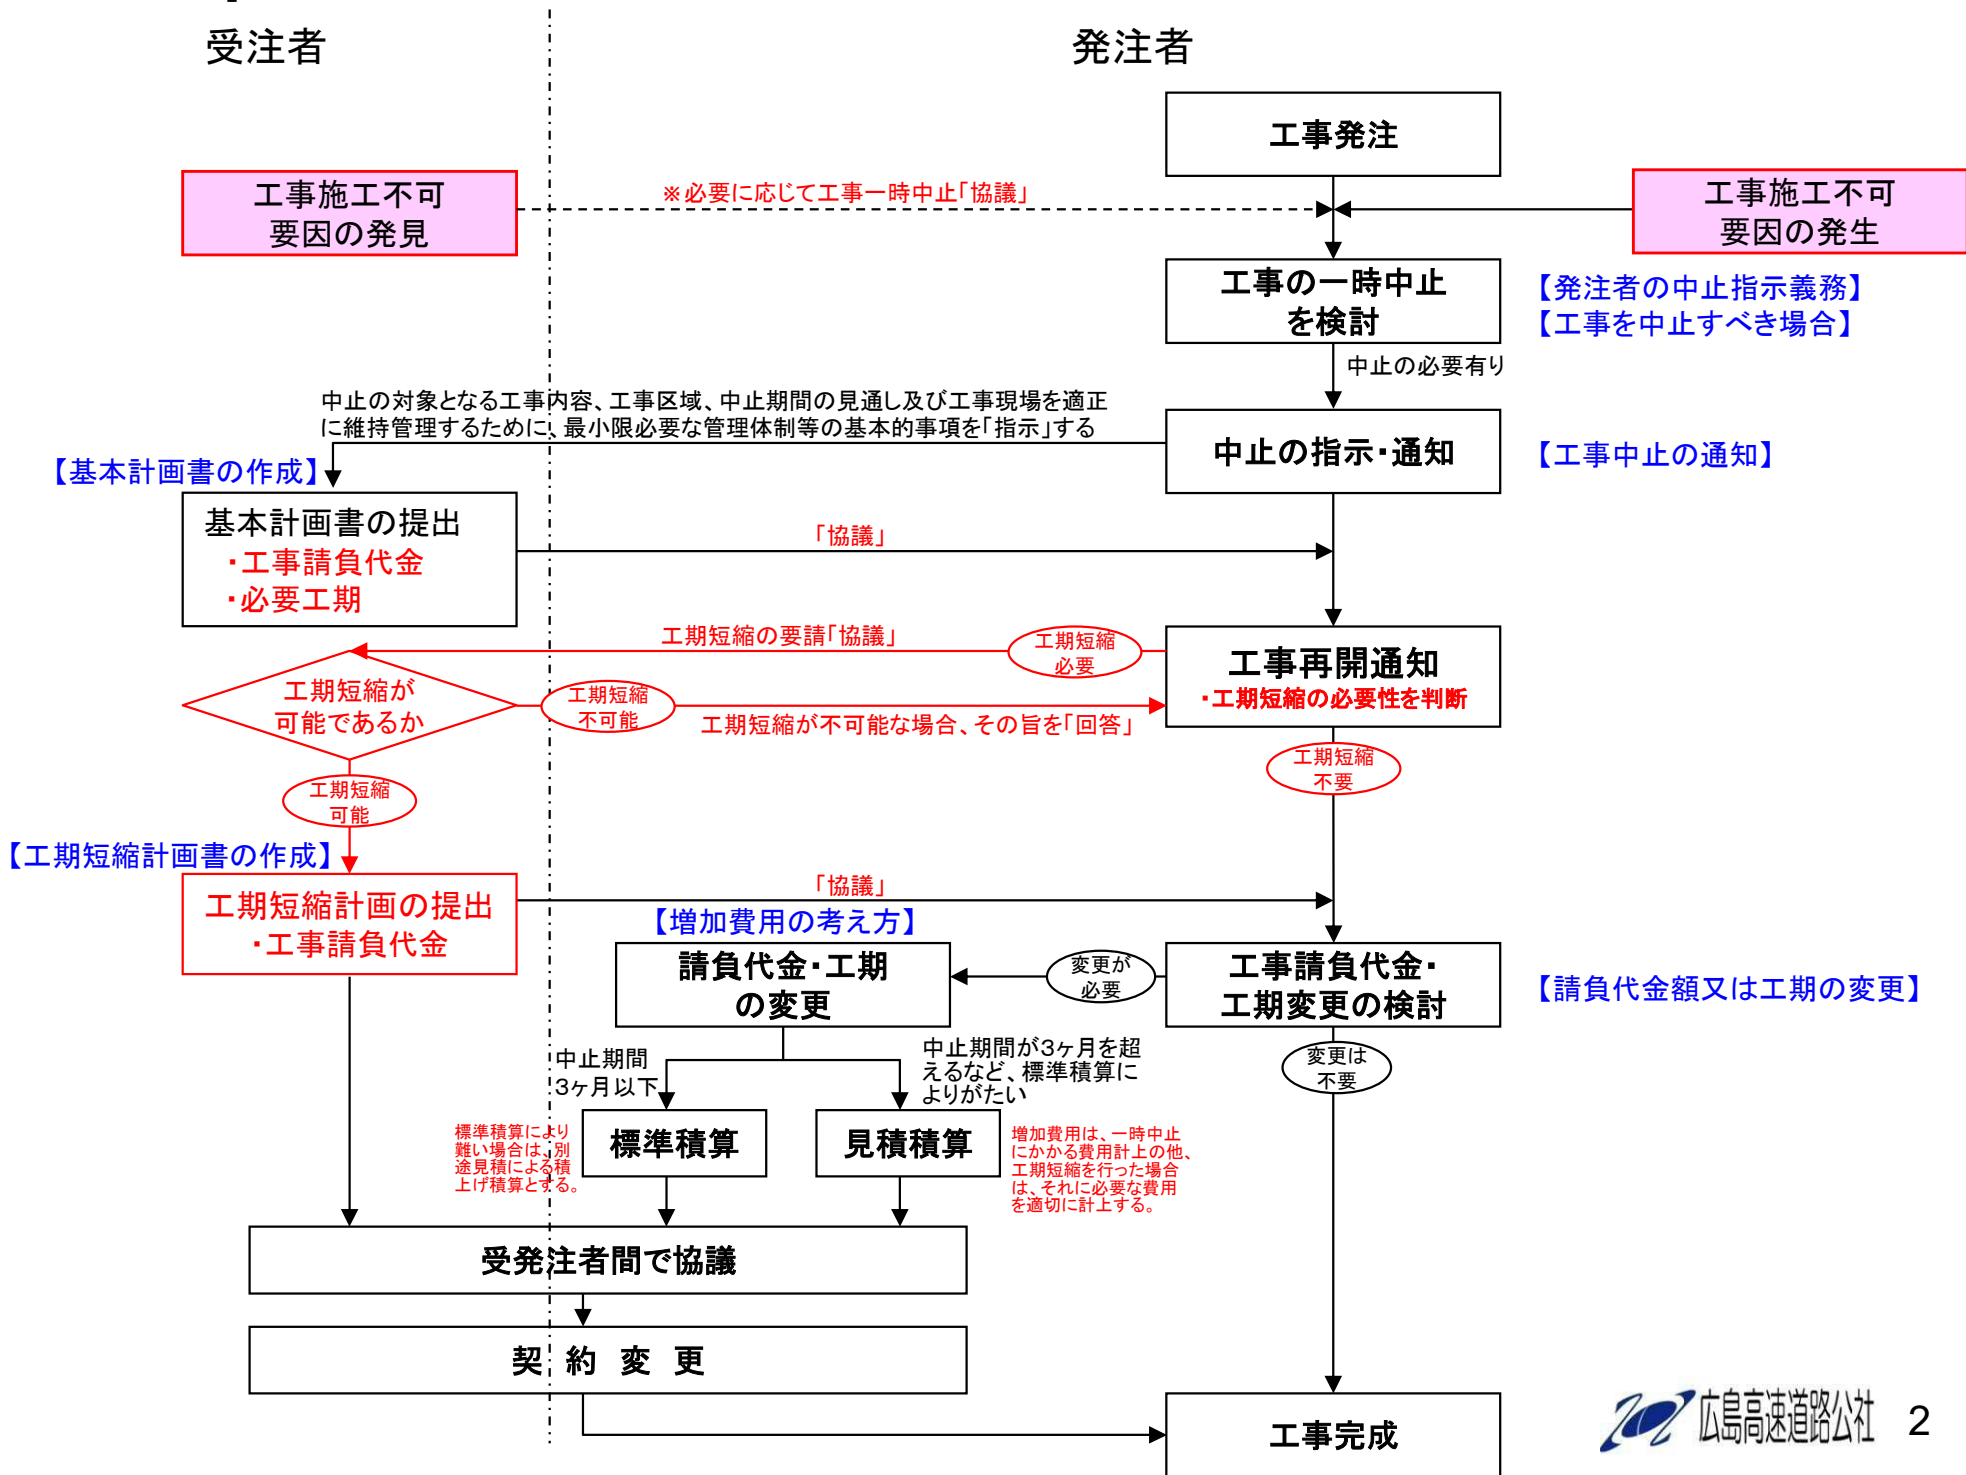 受注者
発注者
工事発注
工事施工不可
要因の発見
※必要に応じて工事一時中止「協議」
工事施工不可
要因の発生
工事の一時中止
を検討
【発注者の中止指示義務】
【工事を中止すべき場合】
中止の必要有り
中止の対象となる工事内容、工事区域、中止期間の見通し及び工事現場を適正
に維持管理するために、最小限必要な管理体制等の基本的事項を「指示」する
中止の指示・通知
【工事中止の通知】
【基本計画書の作成】
基本計画書の提出
・工事請負代金
・必要工期
「協議」
工期短縮の要請「協議」
工期短縮
必要
工事再開通知
・工期短縮の必要性を判断
工期短縮が
可能であるか
工期短縮
不可能
工期短縮が不可能な場合、その旨を「回答」
工期短縮
不要
工期短縮
可能
【工期短縮計画書の作成】
工期短縮計画の提出
・工事請負代金
「協議」
【増加費用の考え方】
請負代金・工期
の変更
変更が
必要
工事請負代金・
工期変更の検討
【請負代金額又は工期の変更】
中止期間
3ヶ月以下
中止期間が3ヶ月を超
えるなど、標準積算に
よりがたい
変更は
不要
標準積算により
難い場合は、別
途見積による積
上げ積算とする。
標準積算
見積積算
増加費用は、一時中止
にかかる費用計上の他、
工期短縮を行った場合
は、それに必要な費用
を適切に計上する。
受発注者間で協議
契 約 変 更
工事完成
広島高速道路公社
2